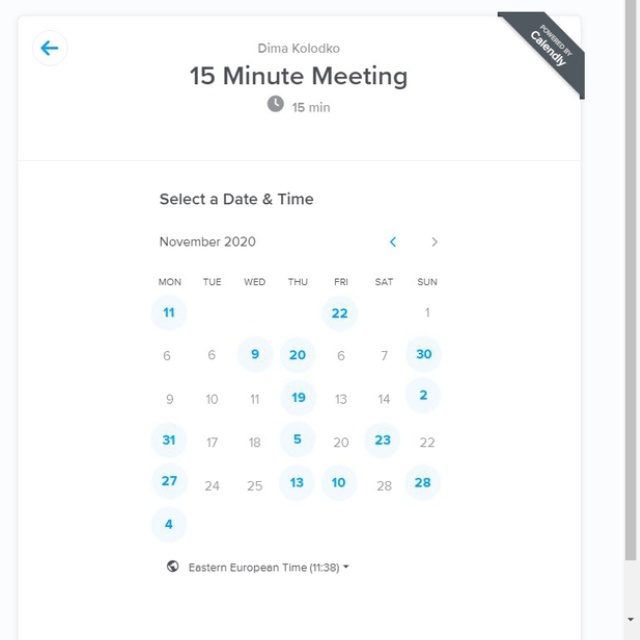 POWERED BY
Calendly
Dima Kolodko
15 Minute Meeting
15 min
Select a Date & Time
November 2020
MON TUE WED THU FRI SAT SUN
11 22 1
6 6 9 20 6 7 30
9 10 11 19 13 14 2
31 17 18 5 20 23 22
27 24 25 13 10 28 28
4
Eastern European Time (11:38)